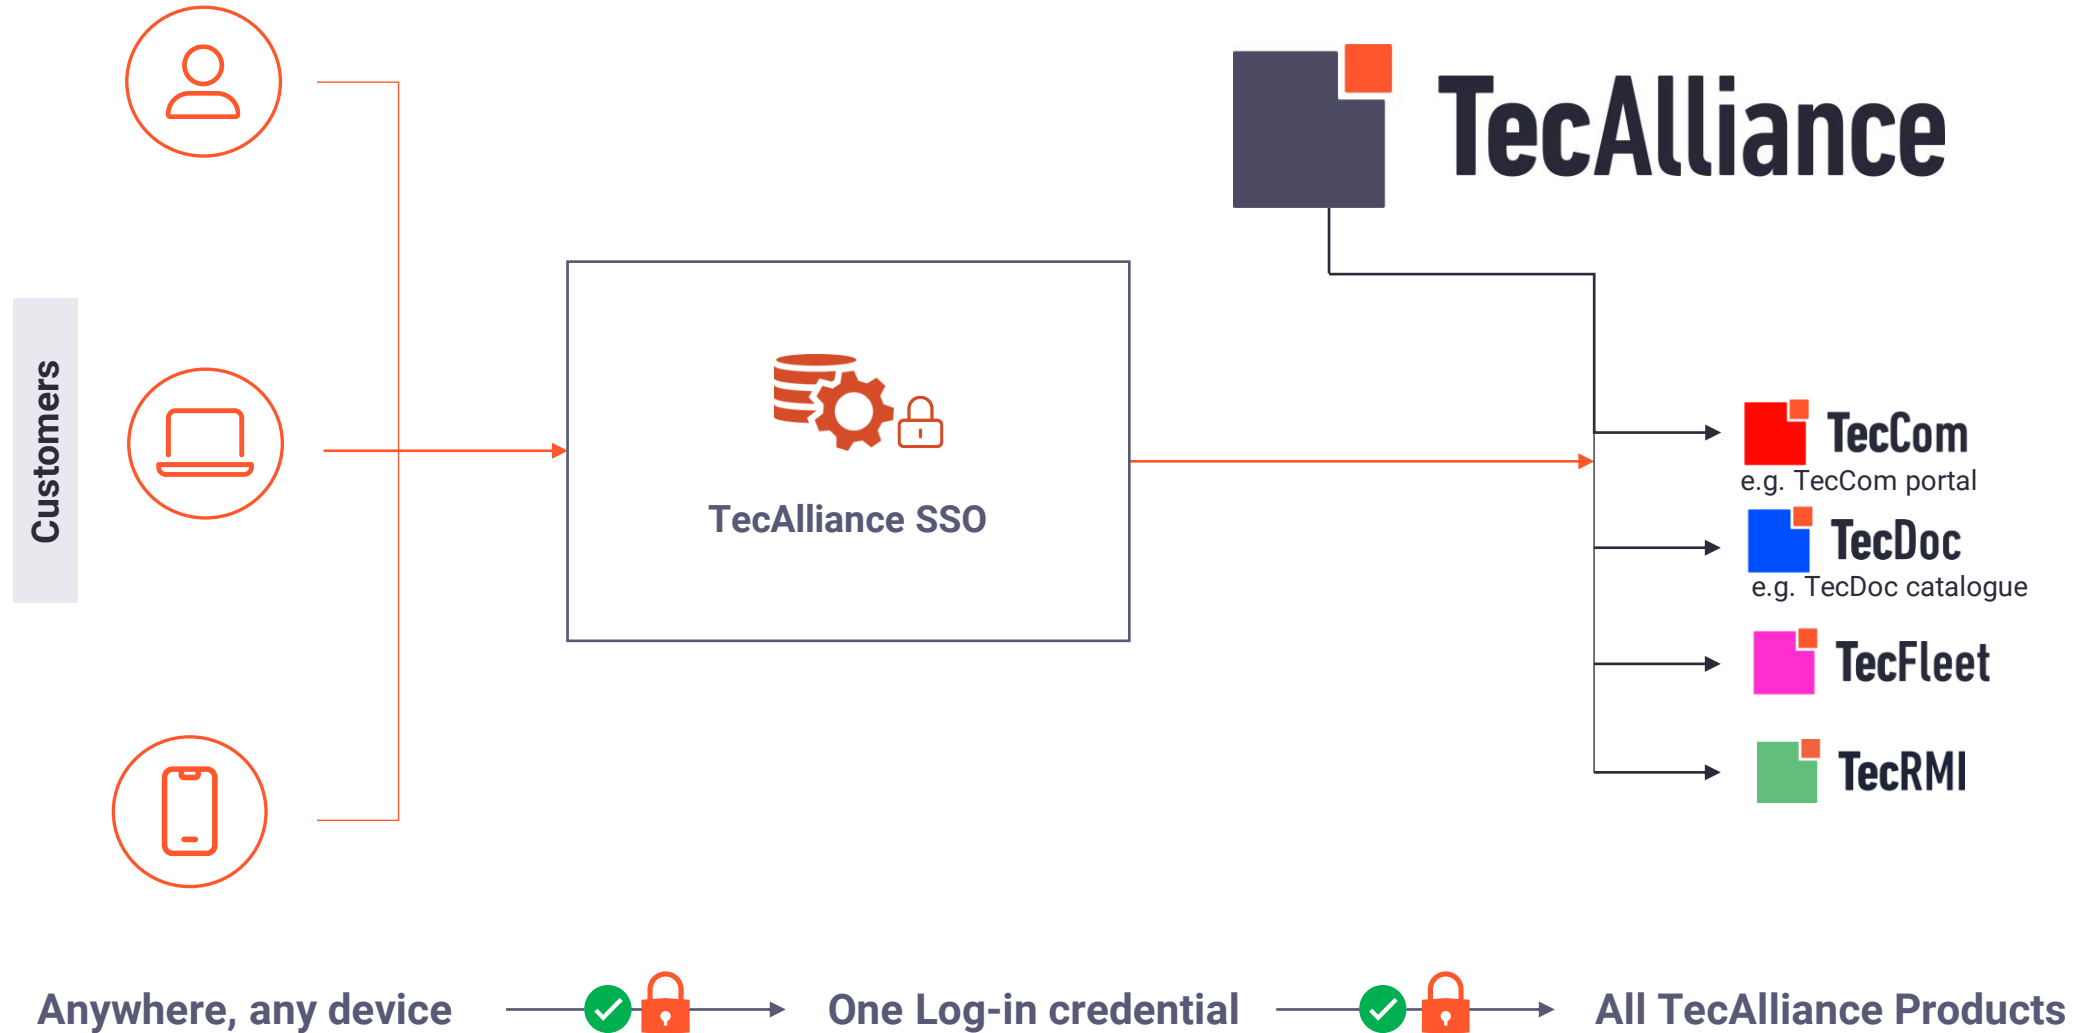 TecAlliance
Customers
TecAlliance SSO
TecCom
e.g. TecCom portal
TecDoc
e.g. TecDoc catalogue
TecFleet
TecRMI
Anywhere, any device
One Log-in credential
All TecAlliance Products